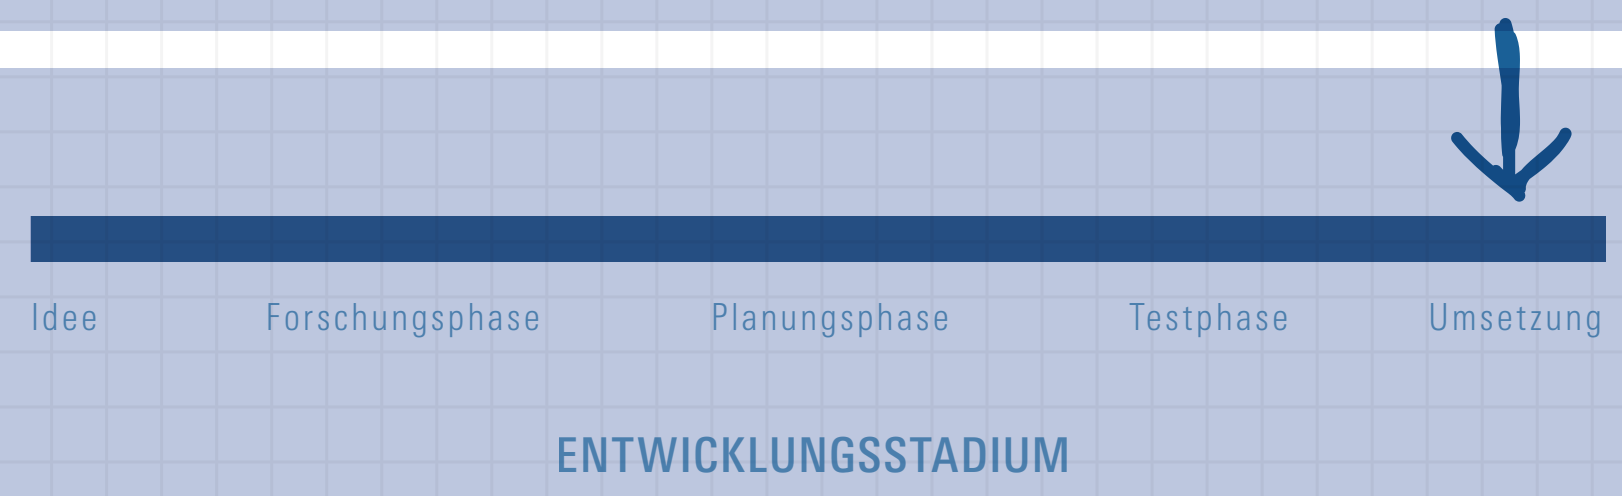 Idee Forschungsphase Planungsphase Testphase Umsetzung
ENTWICKLUNGSSTADIUM